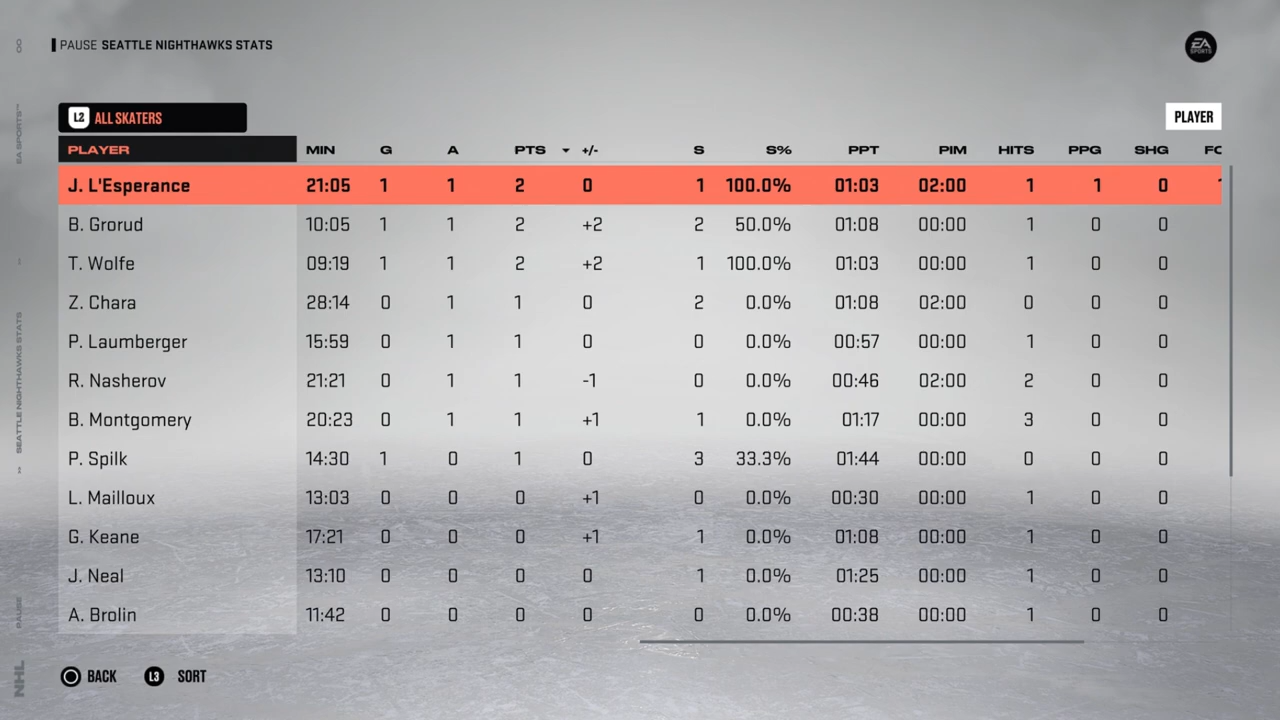 PAUSE SEATTLE NIGHTHAWKS STATS
EA SPORTS
L2 ALL SKATERS
PLAYER
PLAYER MIN G A PTS +/- S S% PPT PIM HITS PPG SHG
J. L'Esperance 21:05 1 1 2 0 1 100.0% 01:03 02:00 1 1 0
B. Grorud 10:05 1 1 2 +2 2 50.0% 01:08 00:00 1 0 0
T. Wolfe 09:19 1 1 2 +2 1 100.0% 01:03 00:00 1 0 0
Z. Chara 28:14 0 1 1 0 2 0.0% 01:08 02:00 0 0 0
P. Laumberger 15:59 0 1 1 0 0 0.0% 00:57 00:00 1 0 0
R. Nasherov 21:21 0 1 1 -1 0 0.0% 00:46 02:00 2 0 0
B. Montgomery 20:23 0 1 1 +1 1 0.0% 01:17 00:00 3 0 0
P. Spilk 14:30 1 0 1 0 3 33.3% 01:44 00:00 0 0 0
L. Mailloux 13:03 0 0 0 +1 0 0.0% 00:30 00:00 1 0 0
G. Keane 17:21 0 0 0 +1 1 0.0% 01:08 00:00 1 0 0
J. Neal 13:10 0 0 0 0 1 0.0% 01:25 00:00 1 0 0
A. Brolin 11:42 0 0 0 0 0 0.0% 00:38 00:00 1 0 0
BACK L3 SORT
NHL PAUSE SEATTLE NIGHTHAWKS STATS EA SPORTS™